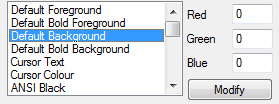 Default Foreground
Default Bold Foreground
Default Background
Default Bold Background
Cursor Text
Cursor Colour
ANSI Black
Red 0
Green 0
Blue 0
Modify